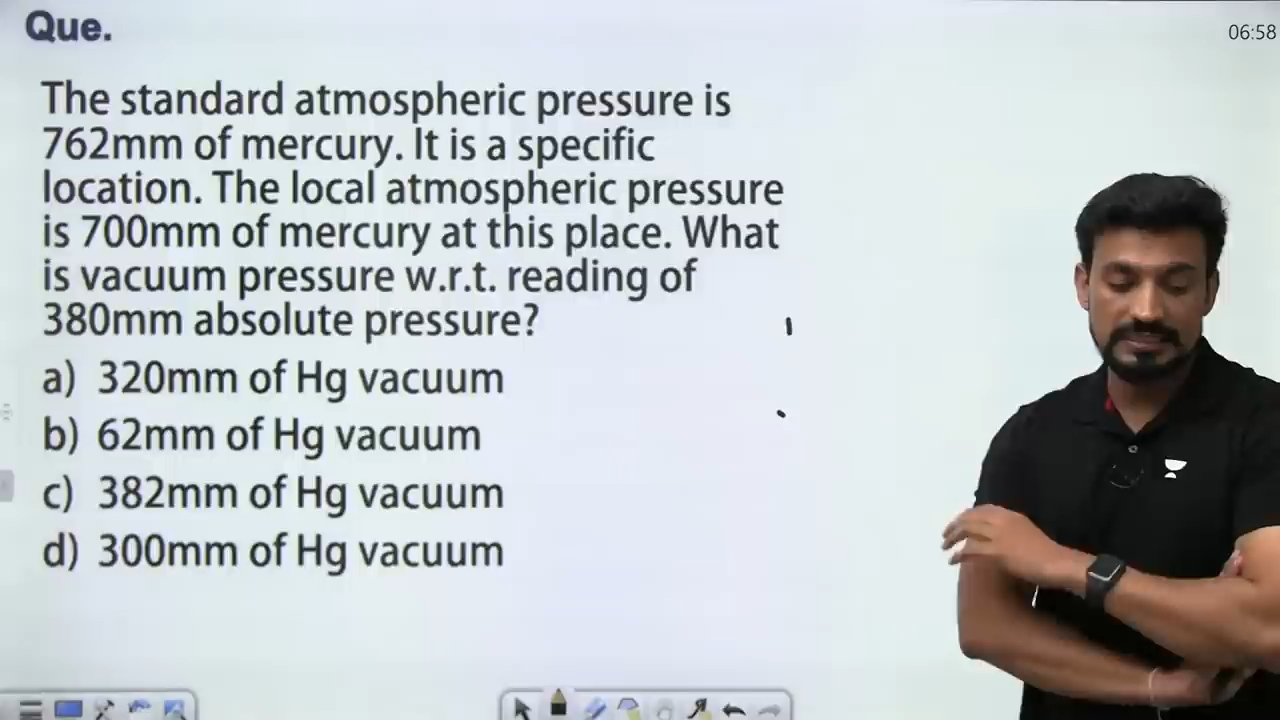 Que.
06:58
The standard atmospheric pressure is
762mm of mercury. It is a specific
location. The local atmospheric pressure
is 700mm of mercury at this place. What
is vacuum pressure w.r.t. reading of
380mm absolute pressure?
a) 320mm of Hg vacuum
b) 62mm of Hg vacuum
c) 382mm of Hg vacuum
d) 300mm of Hg vacuum